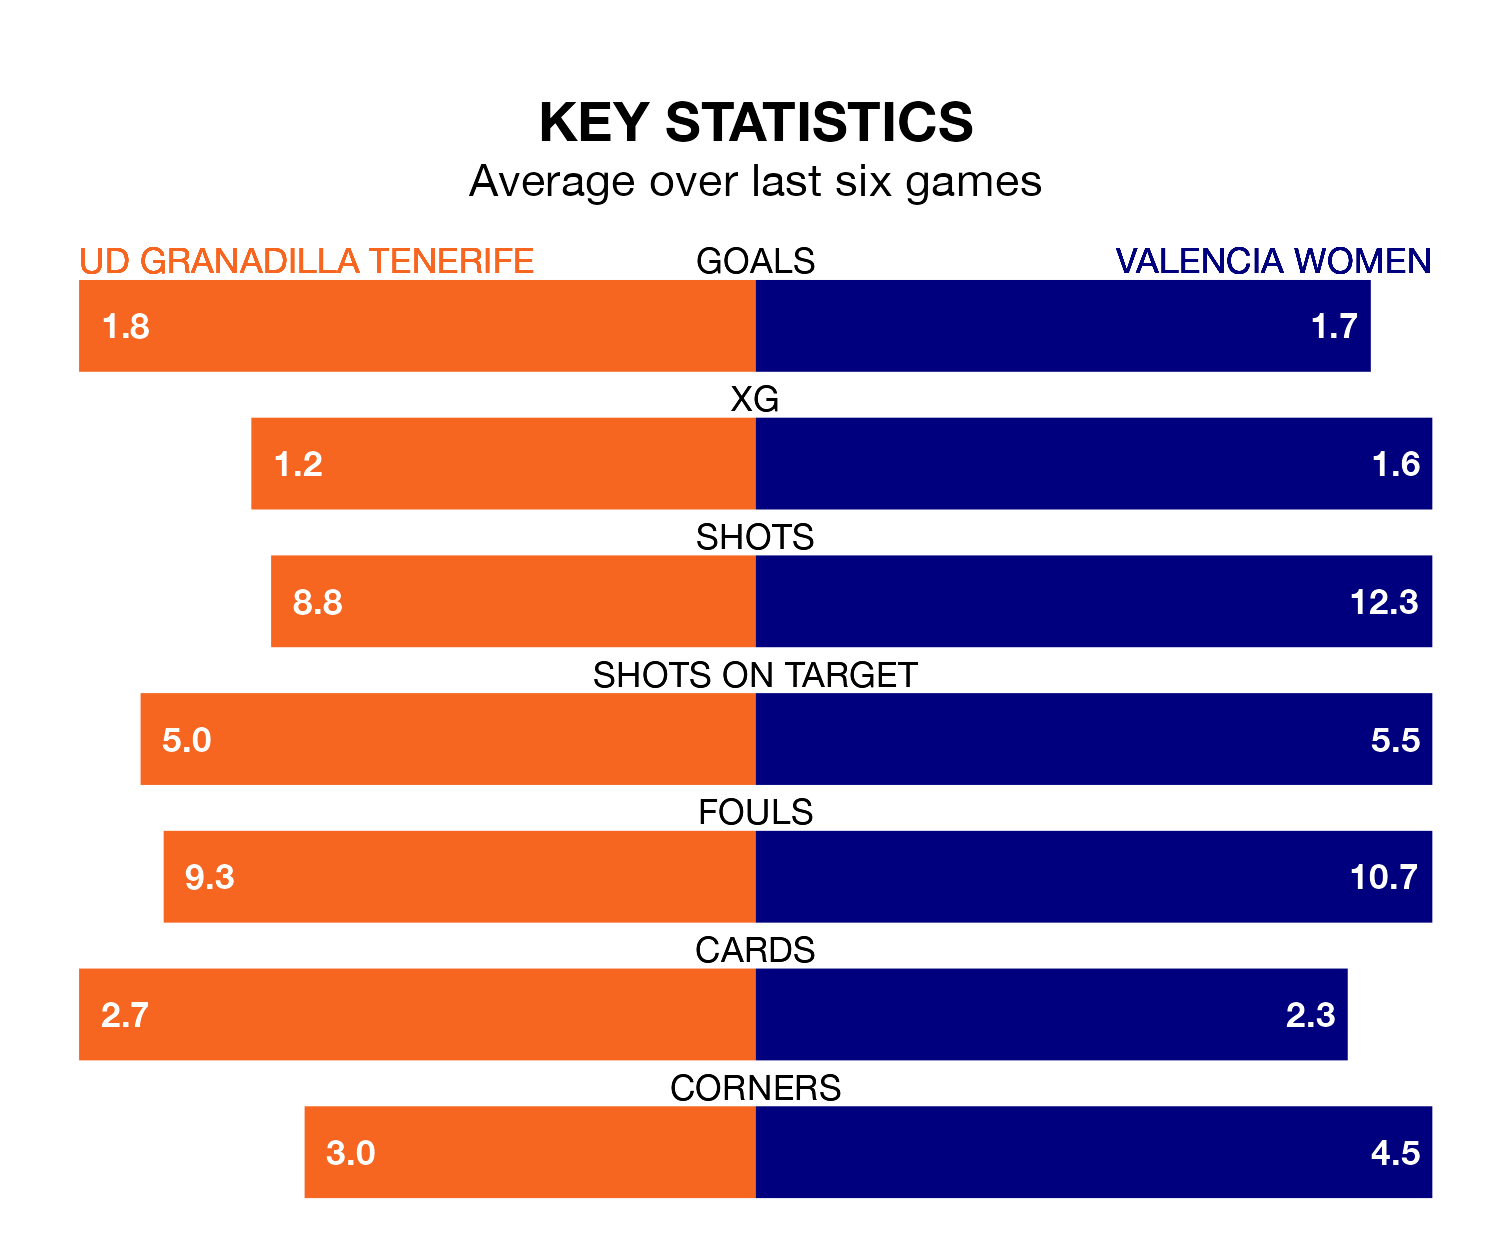 KEY STATISTICS
Average over last six games
UD GRANADILLA TENERIFE GOALS VALENCIA WOMEN
1.8 1.7
XG
1.2 1.6
SHOTS
8.8 12.3
SHOTS ON TARGET
5.0 5.5
FOULS
9.3 10.7
CARDS
2.7 2.3
CORNERS
3.0 4.5